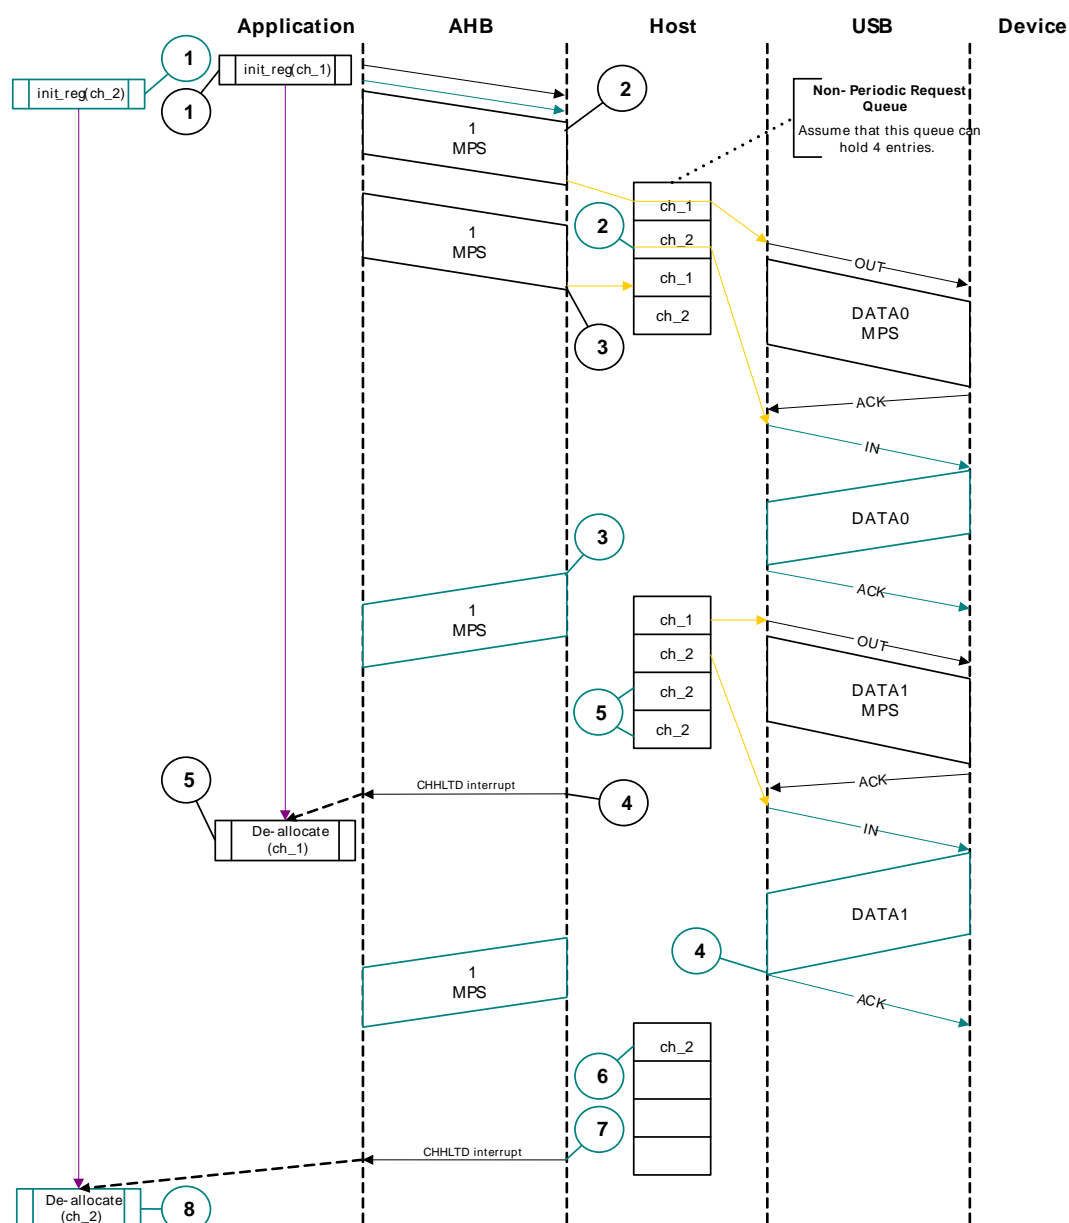 Application AHB Host USB Device
1
init_reg(ch_1)
init_reg(ch_2)
1
2
Non- Periodic Request
Queue
Assume that this queue can
hold 4 entries.
1
MPS
ch_1
2
ch_2
1
MPS
OUT
ch_1
ch_2
DATA0
MPS
3
ACK
IN
DATA0
3
ACK
1
MPS
ch_1
OUT
ch_2
ch_2
DATA1
MPS
5
ch_2
5
CHHLTD interrupt
4
ACK
De- allocate
(ch_1)
IN
DATA1
4
1
MPS
ACK
ch_2
6
7
CHHLTD interrupt
De- allocate
(ch_2)
8